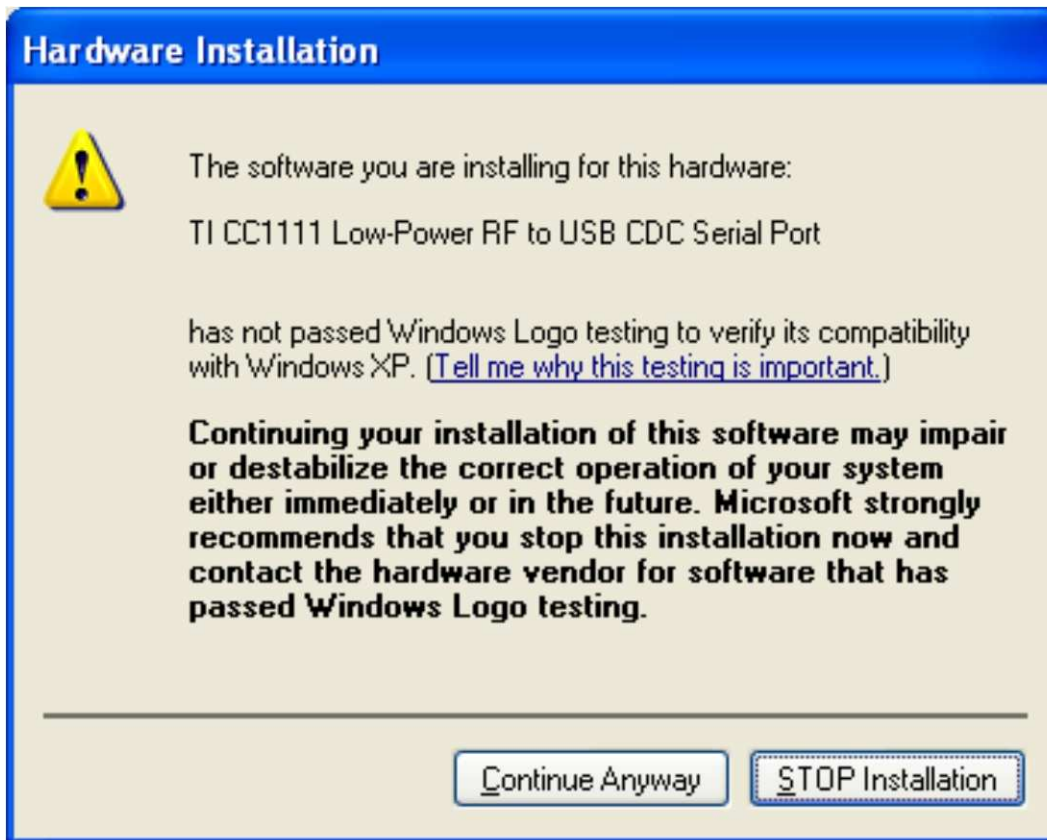 Hardware Installation
The software you are installing for this hardware:
TI CC1111 Low-Power RF to USB CDC Serial Port
has not passed Windows Logo testing to verify its compatibility
with Windows XP. (Tell me why this testing is important.)
Continuing your installation of this software may impair
or destabilize the correct operation of your system
either immediately or in the future. Microsoft strongly
recommends that you stop this installation now and
contact the hardware vendor for software that has
passed Windows Logo testing.
Continue Anyway STOP Installation